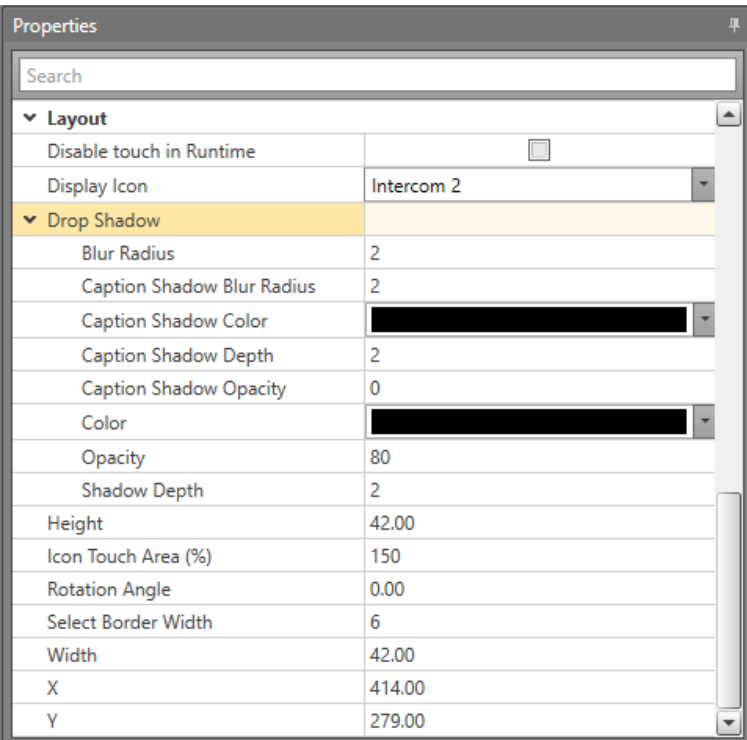 Properties
Search
Layout
Disable touch in Runtime
Display Icon Intercom 2
Drop Shadow
Blur Radius 2
Caption Shadow Blur Radius 2
Caption Shadow Color
Caption Shadow Depth 2
Caption Shadow Opacity 0
Color
Opacity 80
Shadow Depth 2
Height 42.00
Icon Touch Area (%) 150
Rotation Angle 0.00
Select Border Width 6
Width 42.00
X 414.00
Y 279.00